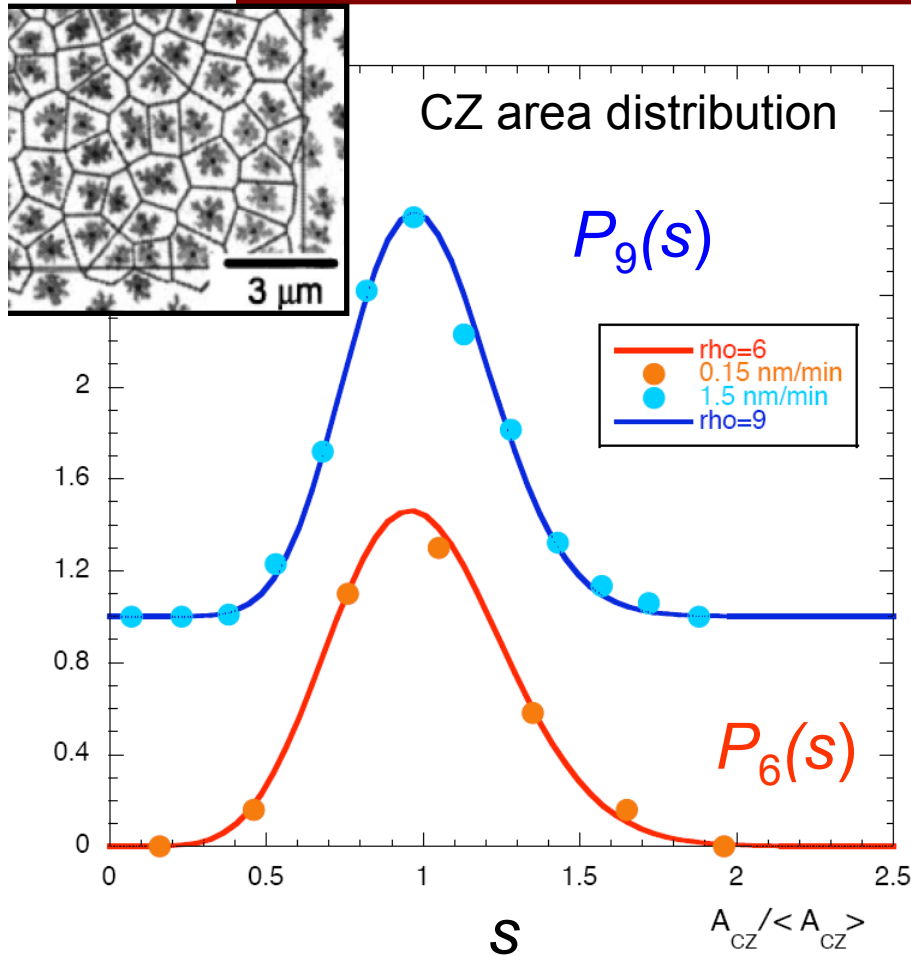 3 μm
CZ area distribution
P9(s)
rho=6
0.15 nm/min
1.5 nm/min
rho=9
P6(s)
2
1.6
1.2
0.8
0.4
0
0
0.5
1
1.5
2
2.5
s
A_CZ/< A_CZ >